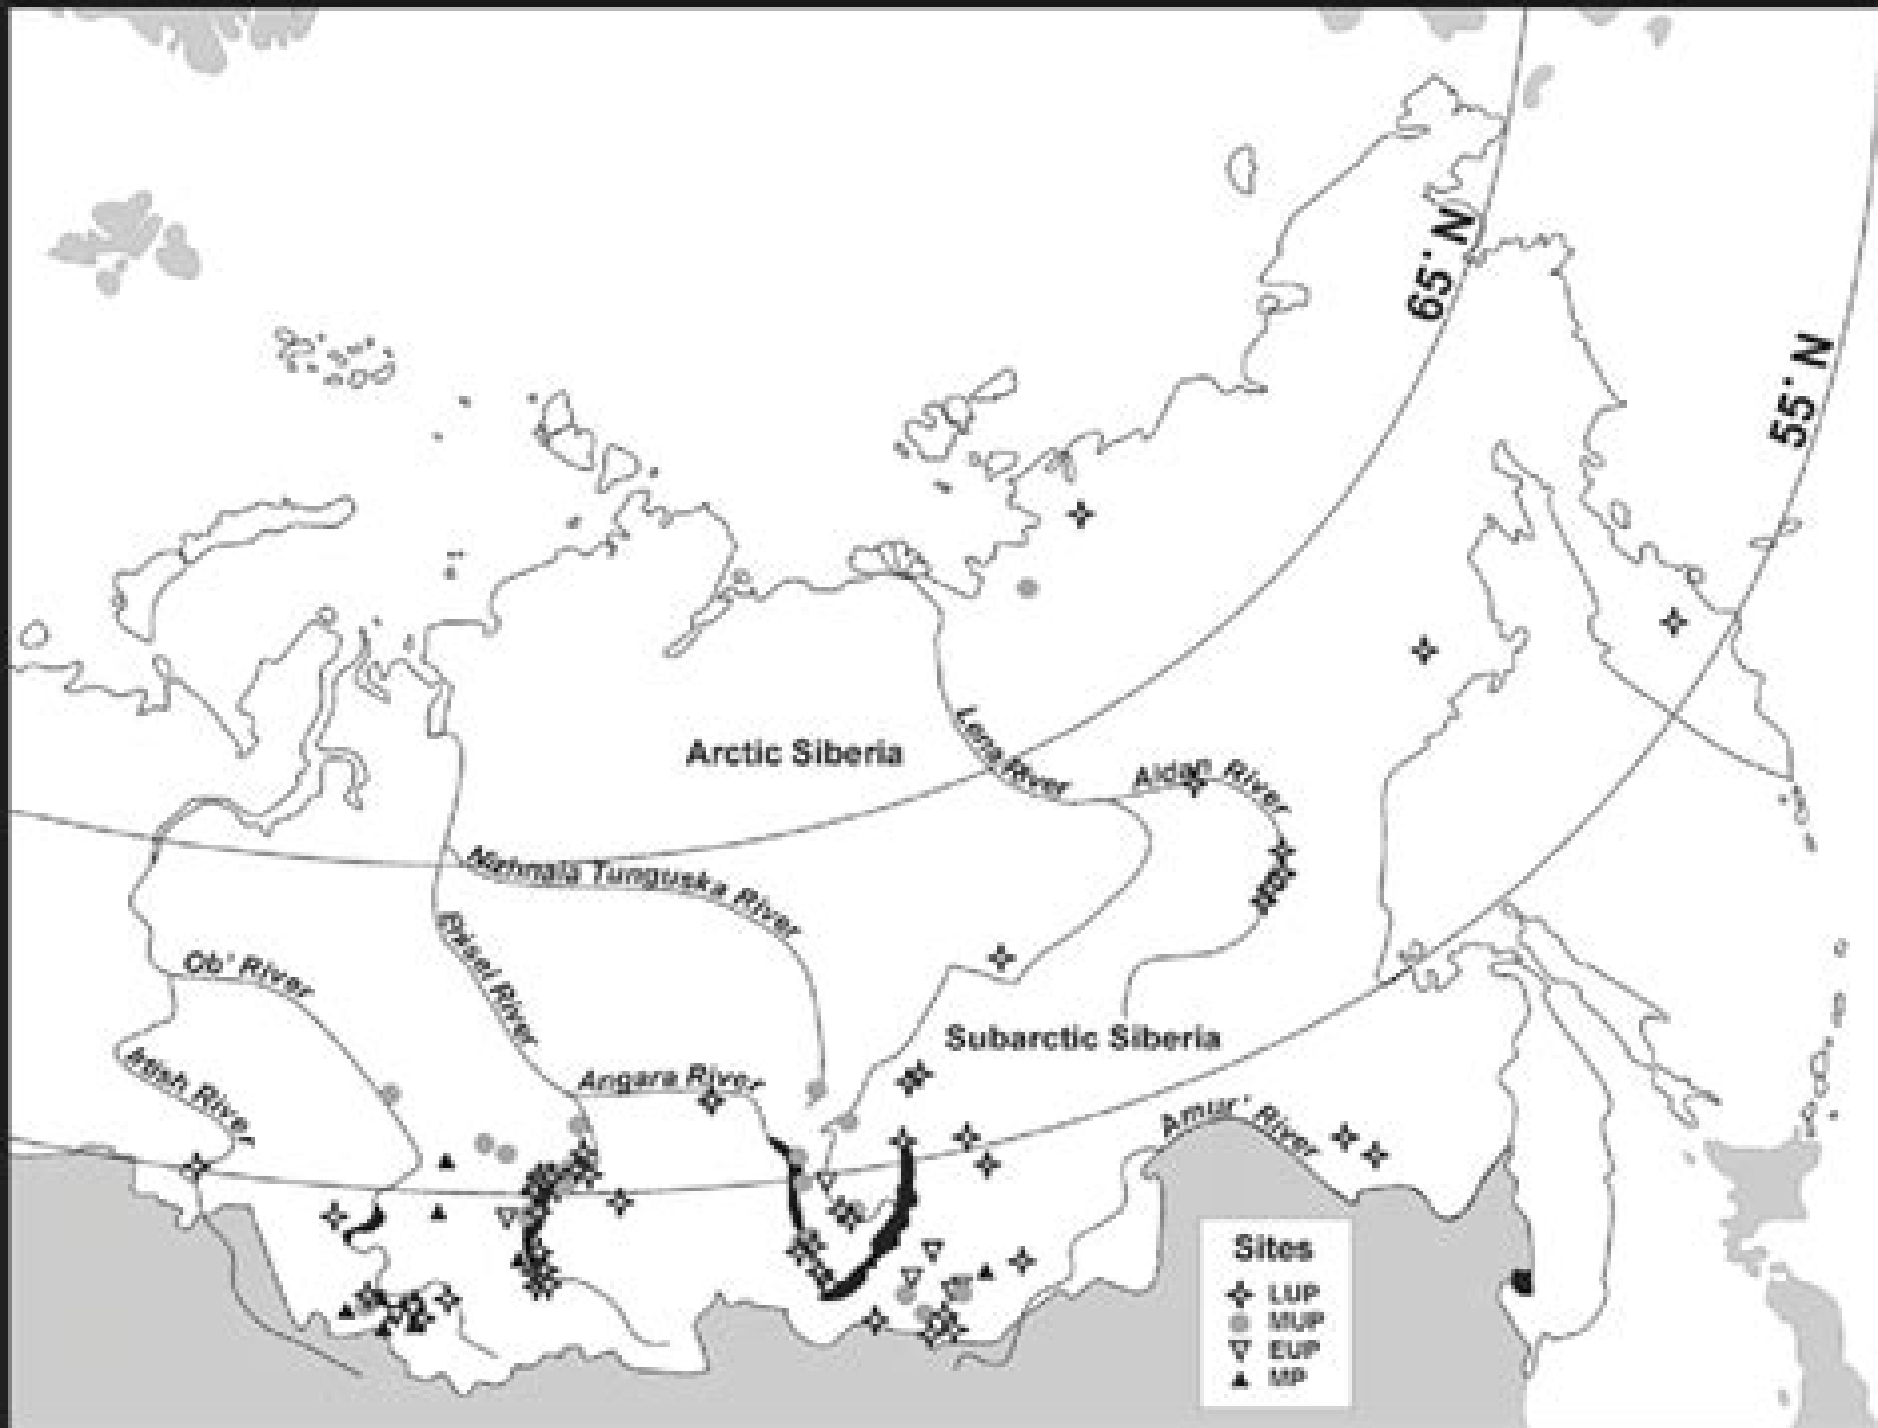 65° N
55° N
Arctic Siberia
Lena River
Aldan River
Nizhnaia Tunguska River
Enisei River
Ob' River
Irtish River
Angara River
Subarctic Siberia
Amur' River
Sites
LUP
MUP
EUP
MP